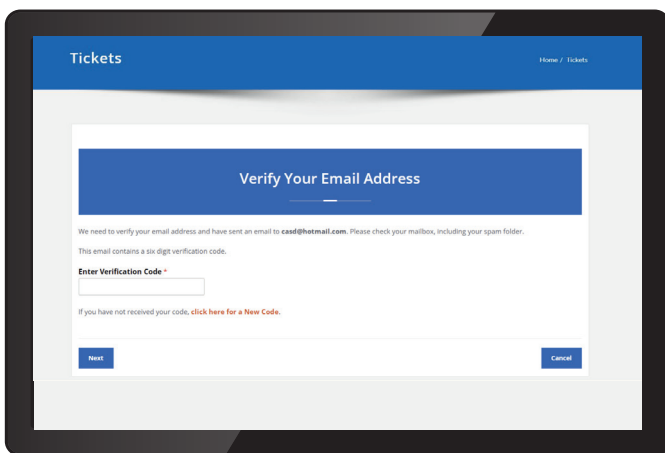 Tickets
Home / Tickets
Verify Your Email Address
We need to verify your email address and have sent an email to casd@hotmail.com. Please check your mailbox, including your spam folder.
This email contains a six digit verification code.
Enter Verification Code *
If you have not received your code, click here for a New Code.
Next
Cancel